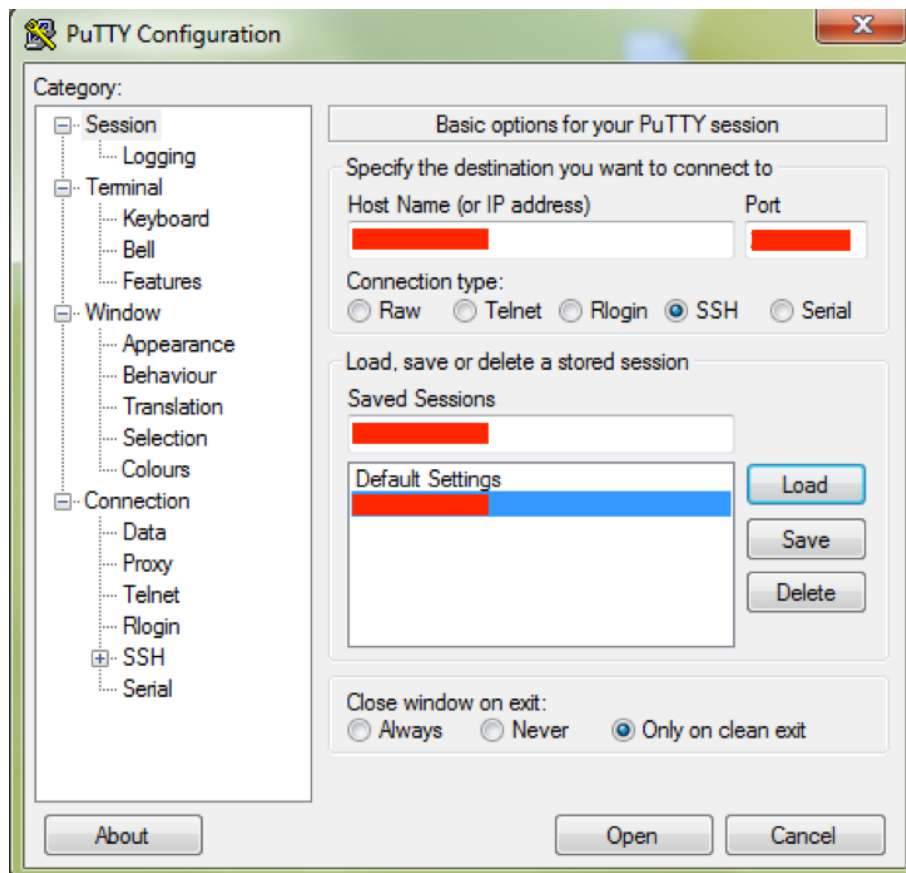 PuTTY Configuration
Category:
Session
Logging
Terminal
Keyboard
Bell
Features
Window
Appearance
Behaviour
Translation
Selection
Colours
Connection
Data
Proxy
Telnet
Rlogin
SSH
Serial
Basic options for your PuTTY session
Specify the destination you want to connect to
Host Name (or IP address) Port
Connection type:
Raw Telnet Rlogin SSH Serial
Load, save or delete a stored session
Saved Sessions
Default Settings
Load
Save
Delete
Close window on exit:
Always Never Only on clean exit
About Open Cancel